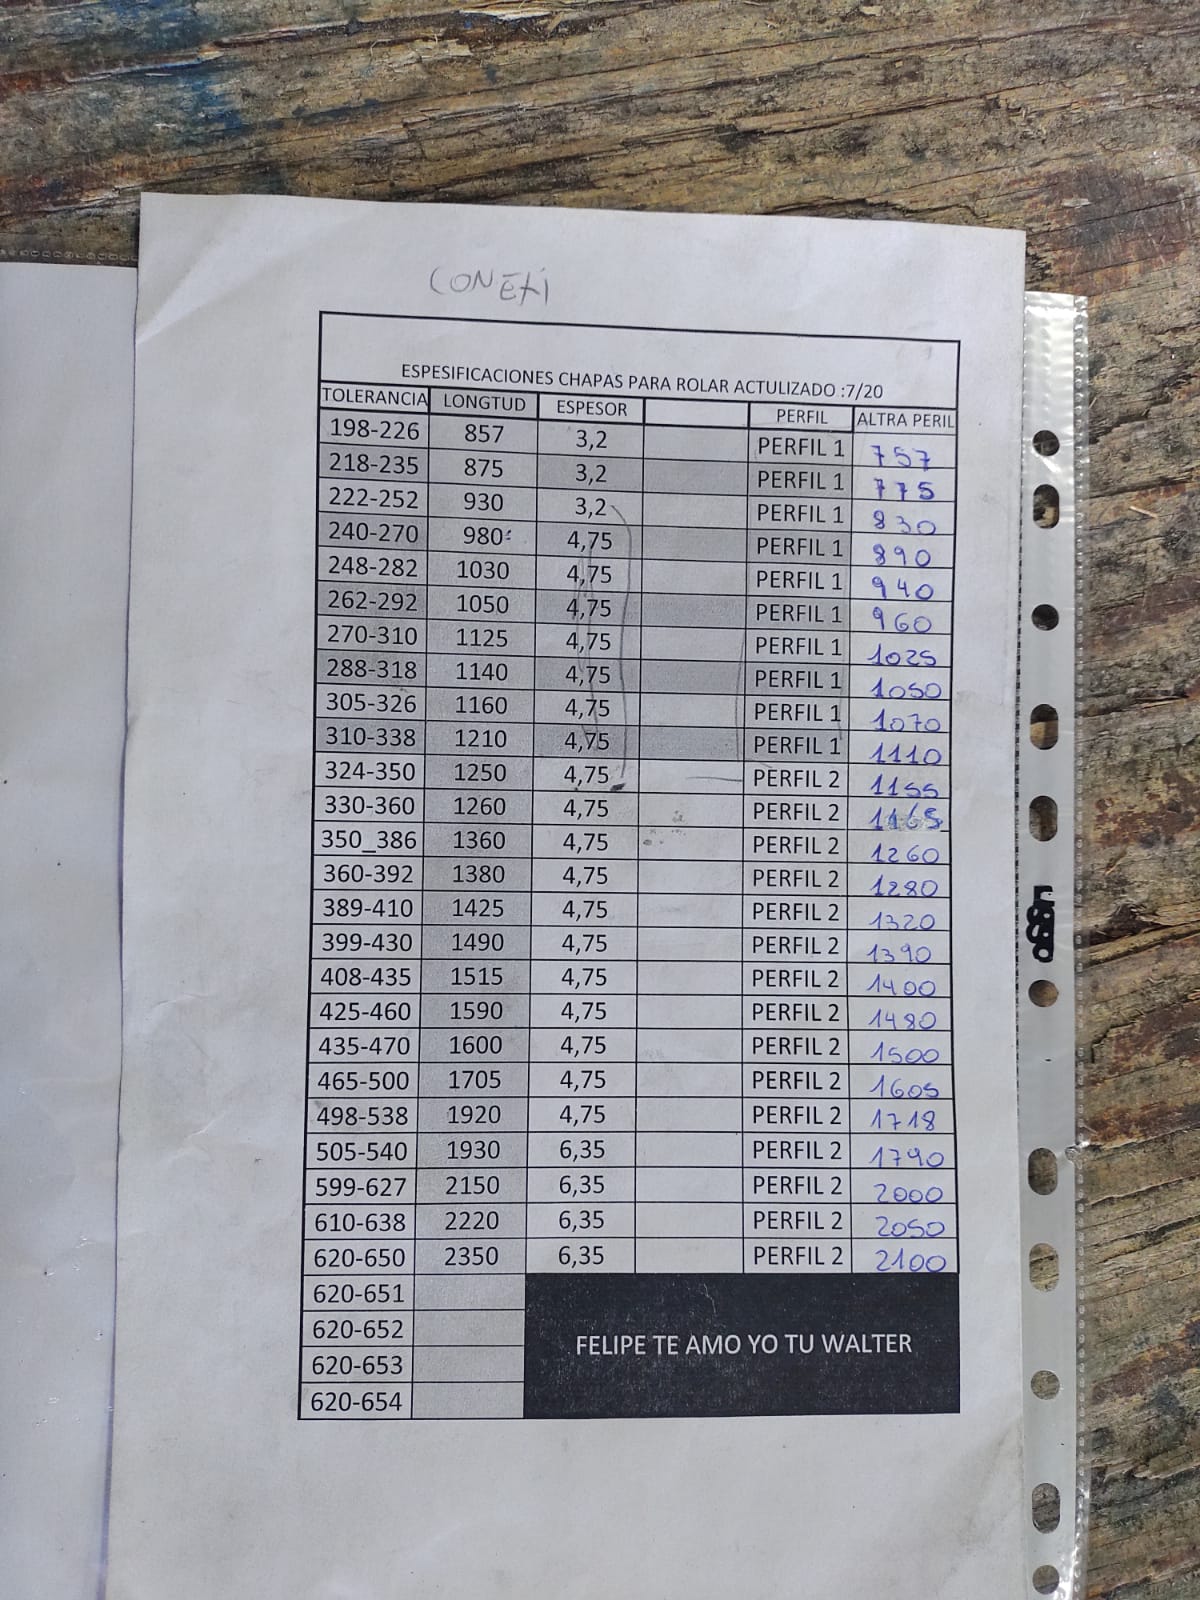 CONEXI
ESPESIFICACIONES CHAPAS PARA ROLAR ACTULIZADO :7/20
TOLERANCIA LONGTUD ESPESOR PERFIL ALTRA PERIL
198-226 857 3,2 PERFIL 1 757
218-235 875 3,2 PERFIL 1 775
222-252 930 3,2 PERFIL 1 830
240-270 980 4,75 PERFIL 1 890
248-282 1030 4,75 PERFIL 1 940
262-292 1050 4,75 PERFIL 1 960
270-310 1125 4,75 PERFIL 1 1025
288-318 1140 4,75 PERFIL 1 1050
305-326 1160 4,75 PERFIL 1 1070
310-338 1210 4,75 PERFIL 1 1110
324-350 1250 4,75 PERFIL 2 1155
330-360 1260 4,75 PERFIL 2 1165
350_386 1360 4,75 PERFIL 2 1260
360-392 1380 4,75 PERFIL 2 1280
389-410 1425 4,75 PERFIL 2 1320
399-430 1490 4,75 PERFIL 2 1390
408-435 1515 4,75 PERFIL 2 1400
425-460 1590 4,75 PERFIL 2 1480
435-470 1600 4,75 PERFIL 2 1500
465-500 1705 4,75 PERFIL 2 1605
498-538 1920 4,75 PERFIL 2 1718
505-540 1930 6,35 PERFIL 2 1790
599-627 2150 6,35 PERFIL 2 2000
610-638 2220 6,35 PERFIL 2 2050
620-650 2350 6,35 PERFIL 2 2100
620-651
620-652
FELIPE TE AMO YO TU WALTER
620-653
620-654